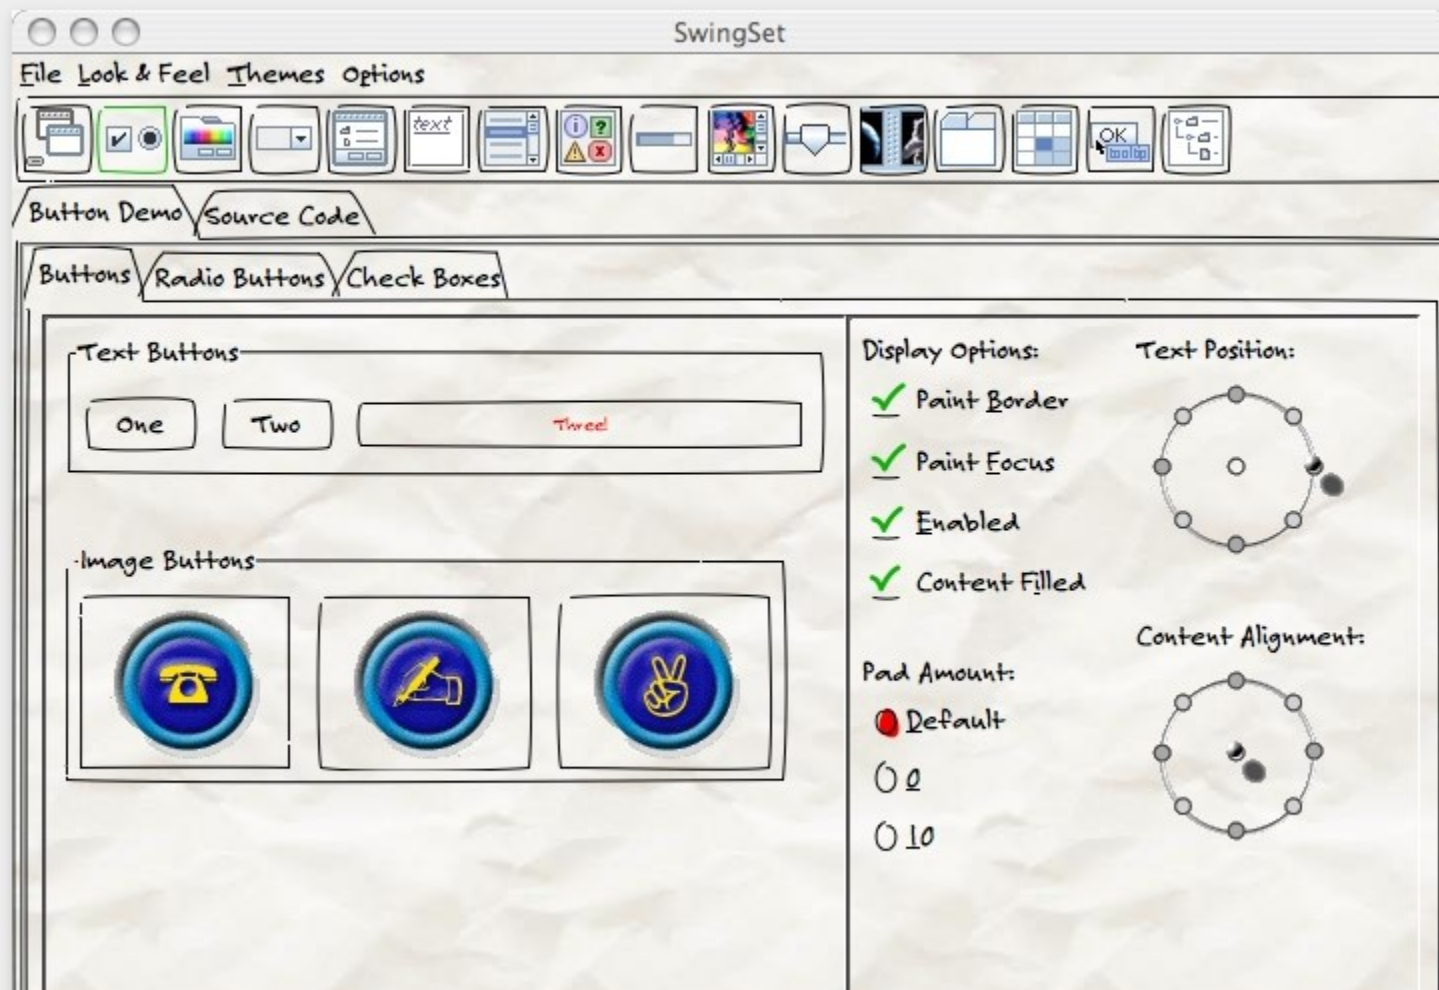 SwingSet
File Look & Feel Themes Options
text
OK
tooltip
Button Demo Source Code
Buttons Radio Buttons Check Boxes
Text Buttons
One Two Three!
Image Buttons
Display Options:
Paint Border
Paint Focus
Enabled
Content Filled
Pad Amount:
Default
0
10
Text Position:
Content Alignment: